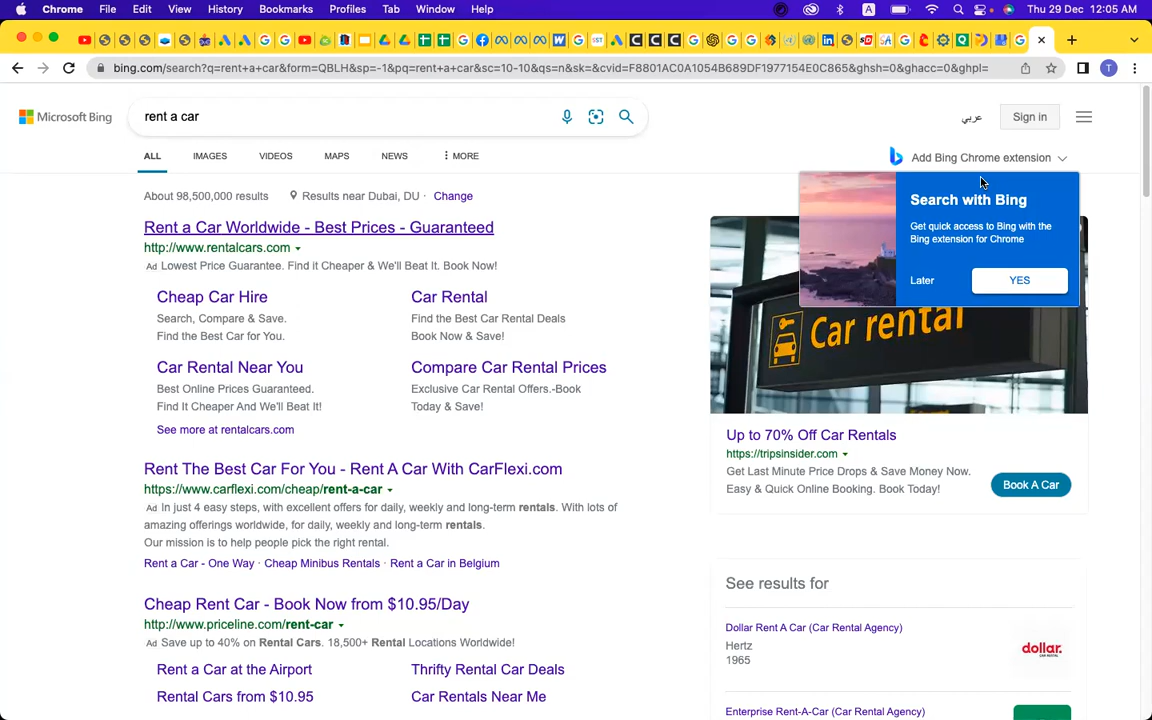 Chrome File Edit View History Bookmarks Profiles Tab Window Help
A
Thu 29 Dec 12:05 AM
bing.com/search?q=rent+a+car&form=QBLH&sp=-1&pq=rent+a+car&sc=10-10&qs=n&sk=&cvid=F8801AC0A1054B689DF1977154E0C865&ghsh=0&ghacc=0&ghpl=
T
Microsoft Bing
rent a car
عربي
Sign in
ALL IMAGES VIDEOS MAPS NEWS MORE
Add Bing Chrome extension
About 98,500,000 results
Results near Dubai, DU · Change
Search with Bing
Get quick access to Bing with the
Bing extension for Chrome
Later
YES
Rent a Car Worldwide - Best Prices - Guaranteed
http://www.rentalcars.com
Ad Lowest Price Guarantee. Find it Cheaper & We'll Beat It. Book Now!
Cheap Car Hire
Search, Compare & Save.
Find the Best Car for You.
Car Rental
Find the Best Car Rental Deals
Book Now & Save!
Car Rental Near You
Best Online Prices Guaranteed.
Find It Cheaper And We'll Beat It!
Compare Car Rental Prices
Exclusive Car Rental Offers.-Book
Today & Save!
See more at rentalcars.com
Rent The Best Car For You - Rent A Car With CarFlexi.com
https://www.carflexi.com/cheap/rent-a-car
Ad In just 4 easy steps, with excellent offers for daily, weekly and long-term rentals. With lots of
amazing offerings worldwide, for daily, weekly and long-term rentals.
Our mission is to help people pick the right rental.
Rent a Car - One Way · Cheap Minibus Rentals · Rent a Car in Belgium
Cheap Rent Car - Book Now from $10.95/Day
http://www.priceline.com/rent-car
Ad Save up to 40% on Rental Cars. 18,500+ Rental Locations Worldwide!
Rent a Car at the Airport
Thrifty Rental Car Deals
Rental Cars from $10.95
Car Rentals Near Me
Car rental
Up to 70% Off Car Rentals
https://tripsinsider.com
Get Last Minute Price Drops & Save Money Now.
Easy & Quick Online Booking. Book Today!
Book A Car
See results for
Dollar Rent A Car (Car Rental Agency)
Hertz
1965
dollar.
CAR RENTAL
Enterprise Rent-A-Car (Car Rental Agency)